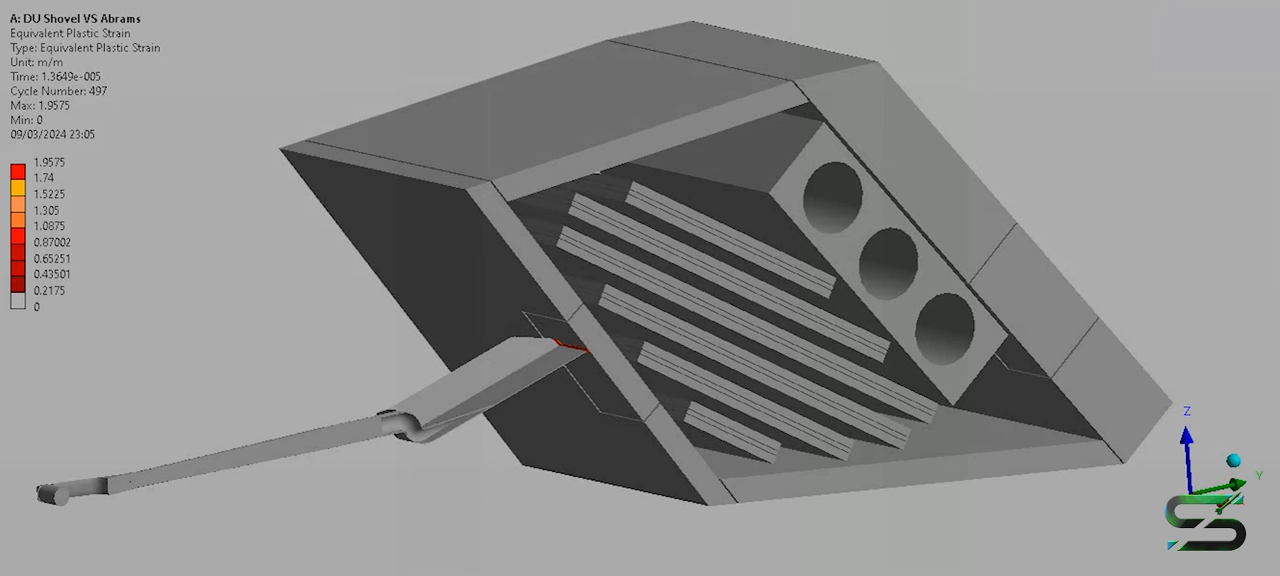 A: DU Shovel VS Abrams
Equivalent Plastic Strain
Type: Equivalent Plastic Strain
Unit: m/m
Time: 1.3649e-005
Cycle Number: 497
Max: 1.9575
Min: 0
09/03/2024 23:05
1.9575
1.74
1.5225
1.305
1.0875
0.87002
0.65251
0.43501
0.2175
0
Z
Y